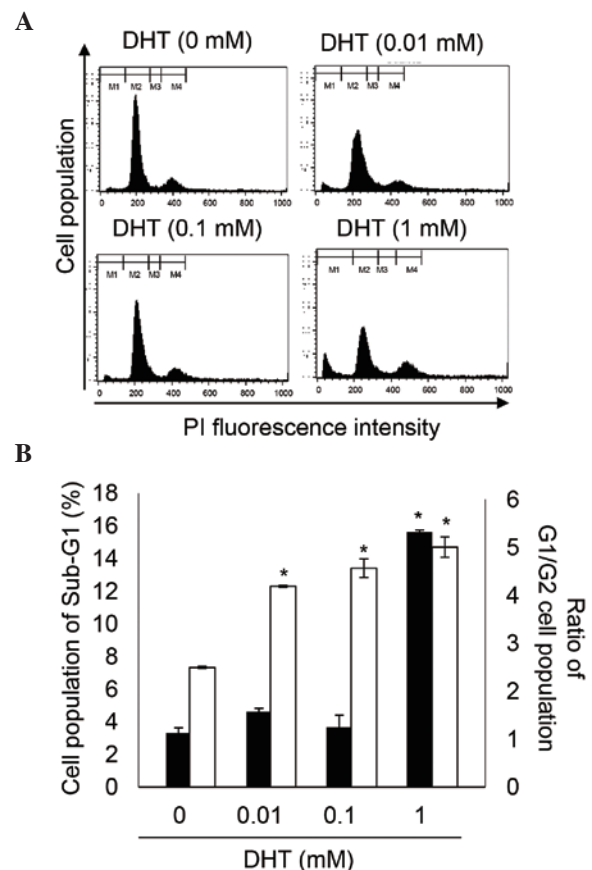 A
DHT (0 mM)
DHT (0.01 mM)
M1 M2 M3 M4
M1 M2 M3 M4
0 200 400 600 800 1000
0 200 400 600 800 1000
DHT (0.1 mM)
DHT (1 mM)
M1 M2 M3 M4
M1 M2 M3 M4
0 200 400 600 800 1000
0 200 400 600 800 1000
Cell population
PI fluorescence intensity
B
Cell population of Sub-G1 (%)
18
16
14
12
10
8
6
4
2
0
* * * *
6
5
4
3
2
1
0
Ratio of
G1/G2 cell population
0 0.01 0.1 1
DHT (mM)